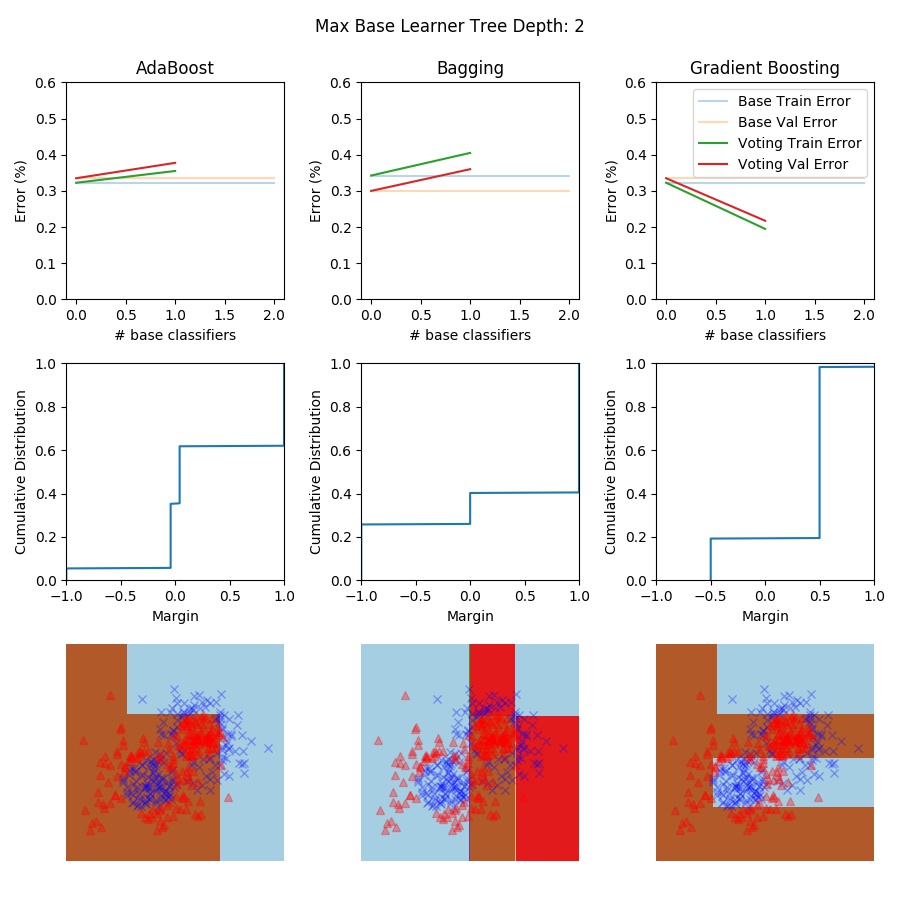 Max Base Learner Tree Depth: 2
AdaBoost
Bagging
Gradient Boosting
0.6
0.5
0.4
0.3
0.2
0.1
0.0
Error (%)
0.0 0.5 1.0 1.5 2.0
# base classifiers
0.6
0.5
0.4
0.3
0.2
0.1
0.0
Error (%)
0.0 0.5 1.0 1.5 2.0
# base classifiers
0.6
0.5
0.4
0.3
0.2
0.1
0.0
Error (%)
Base Train Error
Base Val Error
Voting Train Error
Voting Val Error
0.0 0.5 1.0 1.5 2.0
# base classifiers
1.0
0.8
0.6
0.4
0.2
0.0
Cumulative Distribution
−1.0 −0.5 0.0 0.5 1.0
Margin
1.0
0.8
0.6
0.4
0.2
0.0
Cumulative Distribution
−1.0 −0.5 0.0 0.5 1.0
Margin
1.0
0.8
0.6
0.4
0.2
0.0
Cumulative Distribution
−1.0 −0.5 0.0 0.5 1.0
Margin